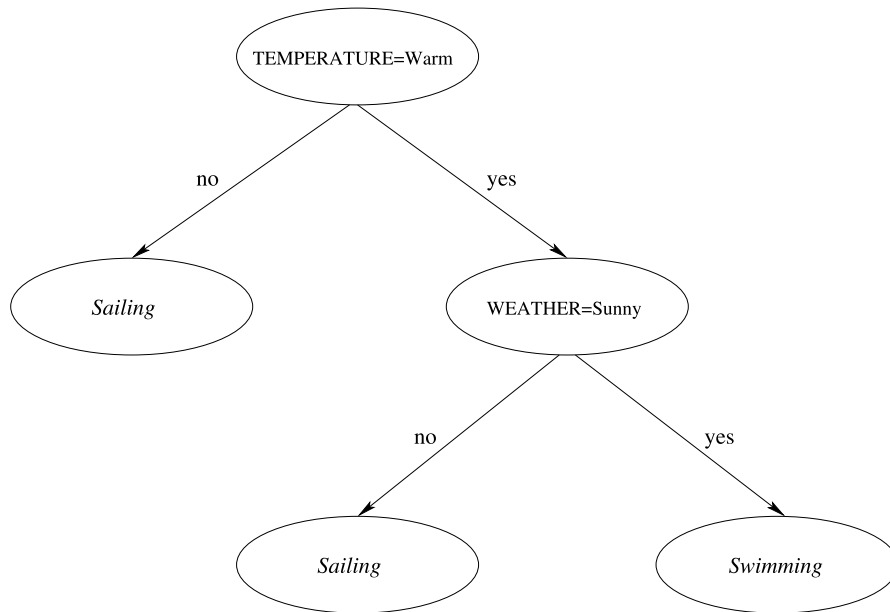 TEMPERATURE=Warm
no
yes
Sailing
WEATHER=Sunny
no
yes
Sailing
Swimming